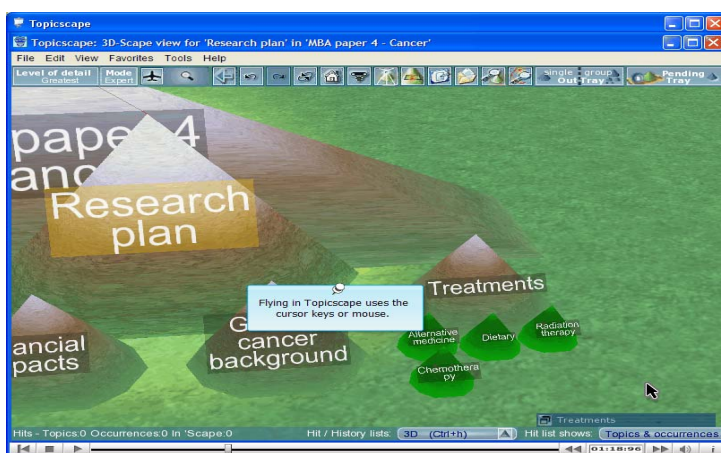 Topicscape
Topicscape: 3D-Scape view for 'Research plan' in 'MBA paper 4 - Cancer'
File Edit View Favorites Tools Help
Level of detail
Greatest
Mode
Expert
Single group
Out Tray
Pending
Tray
paper 4
Research
plan
Flying in Topicscape uses the
cursor keys or mouse.
Treatments
cancer
background
Alternative
medicine
Dietary
Radiation
therapy
Chemothera
py
ancial
pacts
Treatments
Hits - Topics:0 Occurrences:0 In 'Scape:0
Hit / History lists:
3D (Ctrl+h)
Hit list shows:
Topics & occurrences
01:18:96